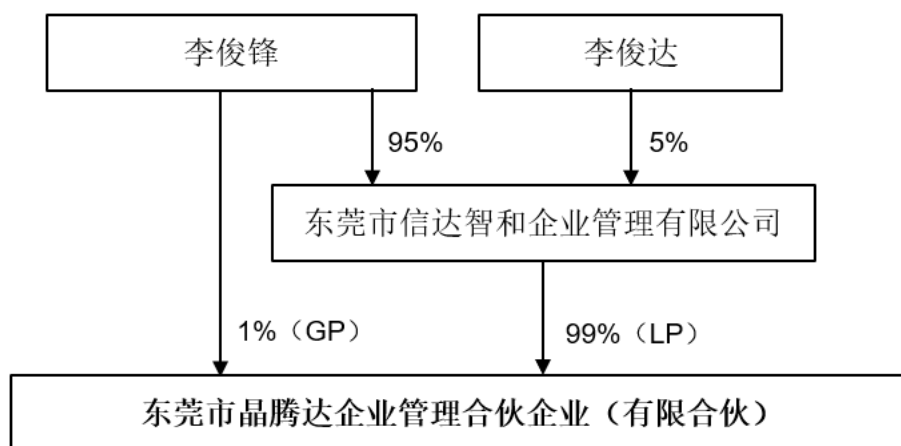 李俊锋
李俊达
95%
5%
东莞市信达智和企业管理有限公司
1%（GP）
99%（LP）
东莞市晶腾达企业管理合伙企业（有限合伙）